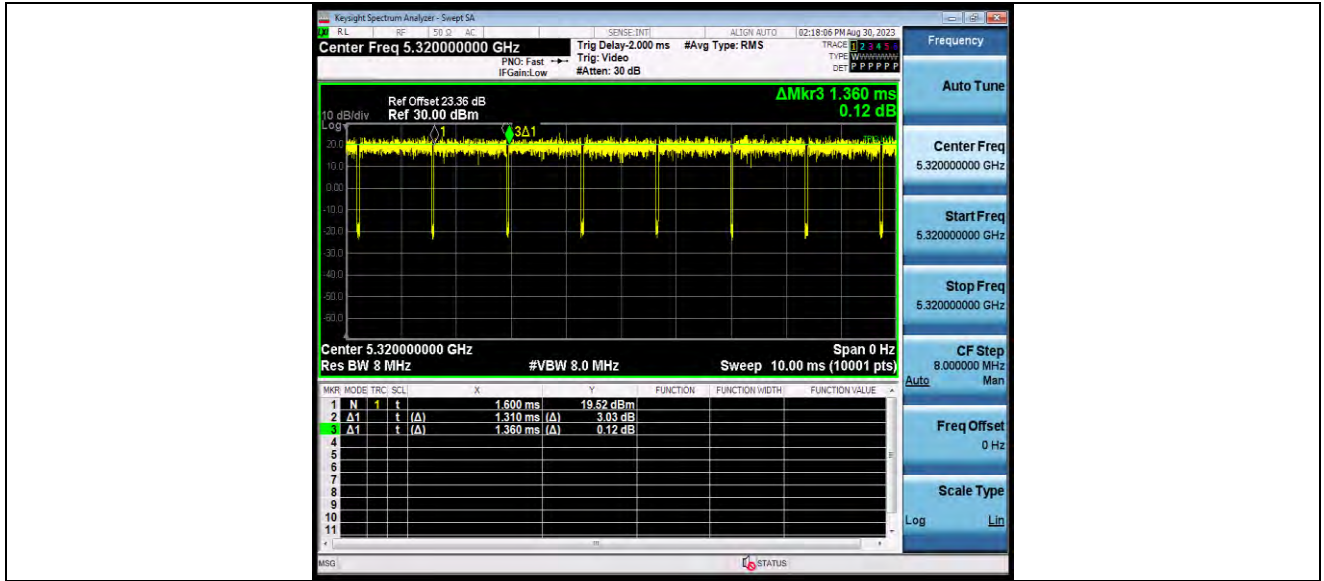 Keysight Spectrum Analyzer - Swept SA
RL RF 50 Ω AC SENSE:INT ALIGN AUTO 02:18:06 PM Aug 30, 2023
Center Freq 5.320000000 GHz
PNO: Fast
IFGain:Low
Trig Delay-2.000 ms
Trig: Video
#Atten: 30 dB
#Avg Type: RMS
TRACE 1 2 3 4 5 6
TYPE WWWWWW
DET P P P P P P
ΔMkr3 1.360 ms
0.12 dB
Ref Offset 23.36 dB
10 dB/div Ref 30.00 dBm
Log
1
3Δ1
20.0
10.0
0.00
-10.0
-20.0
-30.0
-40.0
-50.0
-60.0
Center 5.320000000 GHz Span 0 Hz
Res BW 8 MHz #VBW 8.0 MHz Sweep 10.00 ms (10001 pts)
MKR MODE TRC SCL X Y FUNCTION FUNCTION WIDTH FUNCTION VALUE
1 N 1 t 1.600 ms 19.52 dBm
2 Δ1 t (Δ) 1.310 ms (Δ) 3.03 dB
3 Δ1 t (Δ) 1.360 ms (Δ) 0.12 dB
4
5
6
7
8
9
10
11
MSG STATUS
Frequency
Auto Tune
Center Freq
5.320000000 GHz
Start Freq
5.320000000 GHz
Stop Freq
5.320000000 GHz
CF Step
8.000000 MHz
Auto Man
Freq Offset
0 Hz
Scale Type
Log Lin